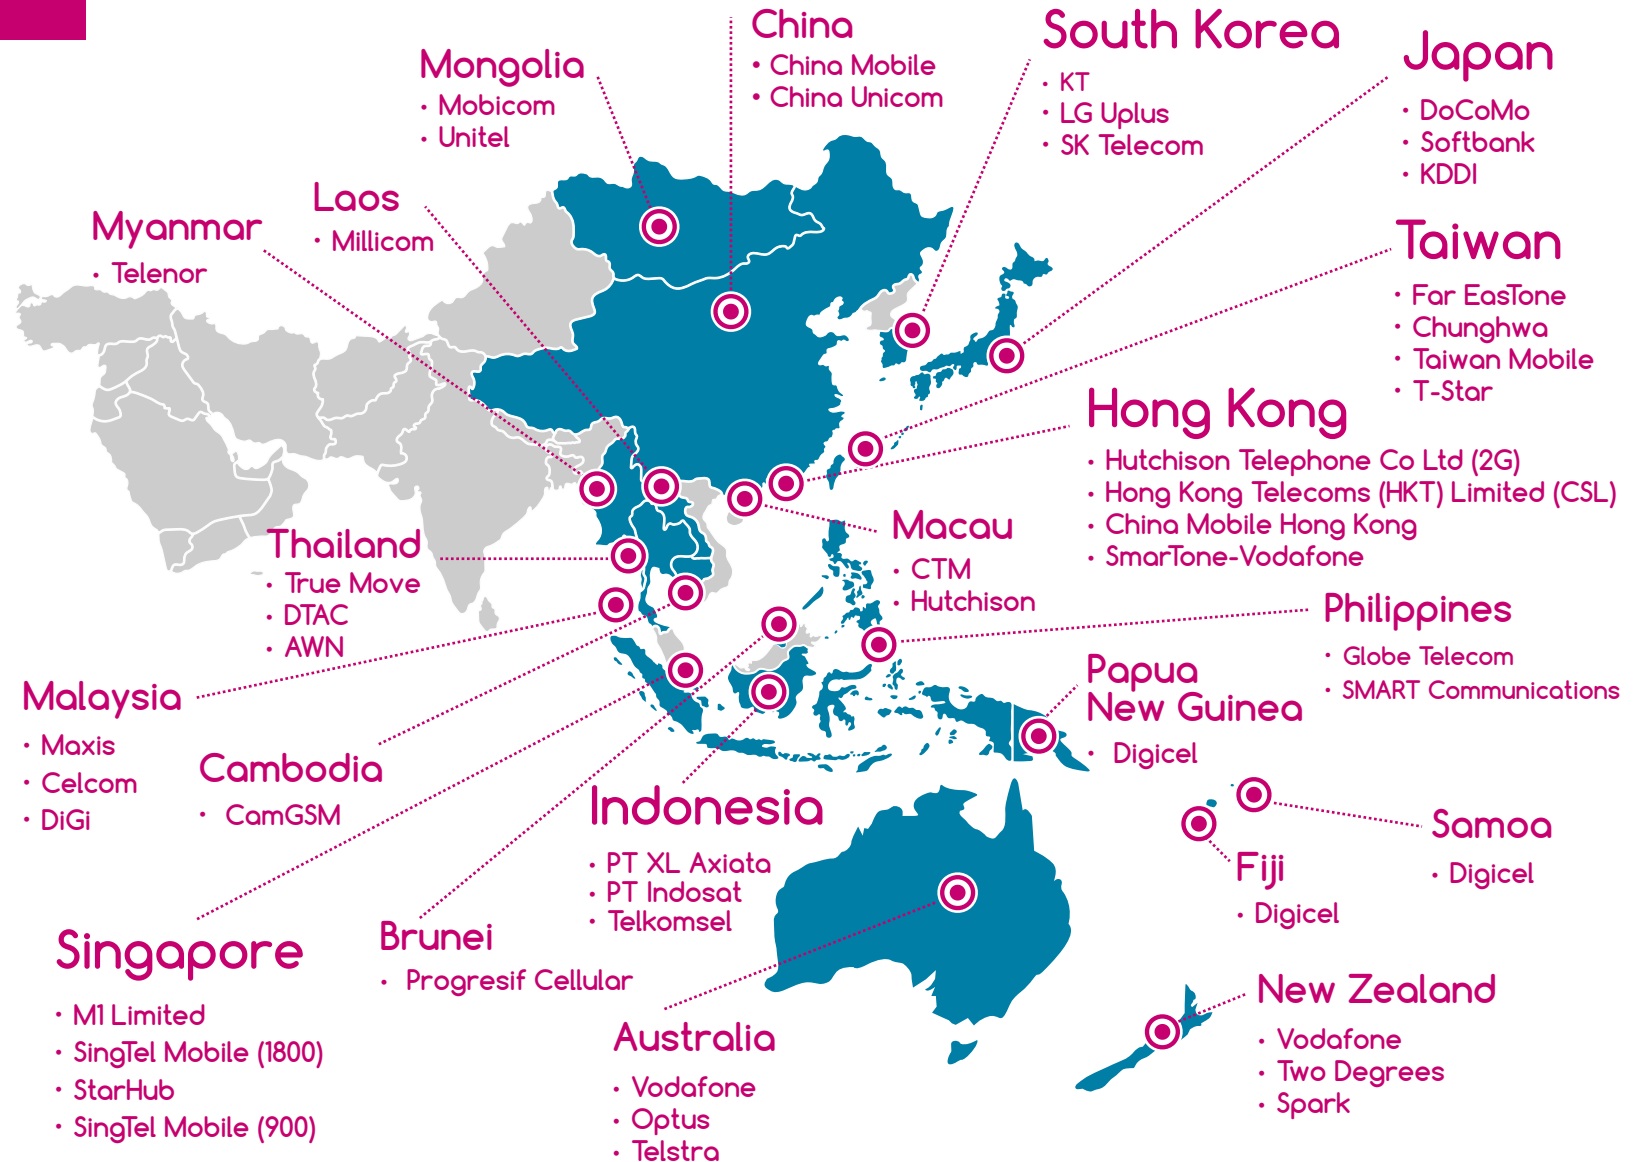 China
• China Mobile
• China Unicom
South Korea
• KT
• LG Uplus
• SK Telecom
Japan
• DoCoMo
• Softbank
• KDDI
Mongolia
• Mobicom
• Unitel
Laos
• Millicom
Myanmar
• Telenor
Taiwan
• Far EasTone
• Chunghwa
• Taiwan Mobile
• T-Star
Hong Kong
• Hutchison Telephone Co Ltd (2G)
• Hong Kong Telecoms (HKT) Limited (CSL)
• China Mobile Hong Kong
• SmarTone-Vodafone
Macau
• CTM
• Hutchison
Thailand
• True Move
• DTAC
• AWN
Philippines
• Globe Telecom
• SMART Communications
Papua
New Guinea
• Digicel
Malaysia
• Maxis
• Celcom
• DiGi
Cambodia
• CamGSM
Indonesia
• PT XL Axiata
• PT Indosat
• Telkomsel
Samoa
• Digicel
Fiji
• Digicel
Singapore
• M1 Limited
• SingTel Mobile (1800)
• StarHub
• SingTel Mobile (900)
Brunei
• Progresif Cellular
Australia
• Vodafone
• Optus
• Telstra
New Zealand
• Vodafone
• Two Degrees
• Spark